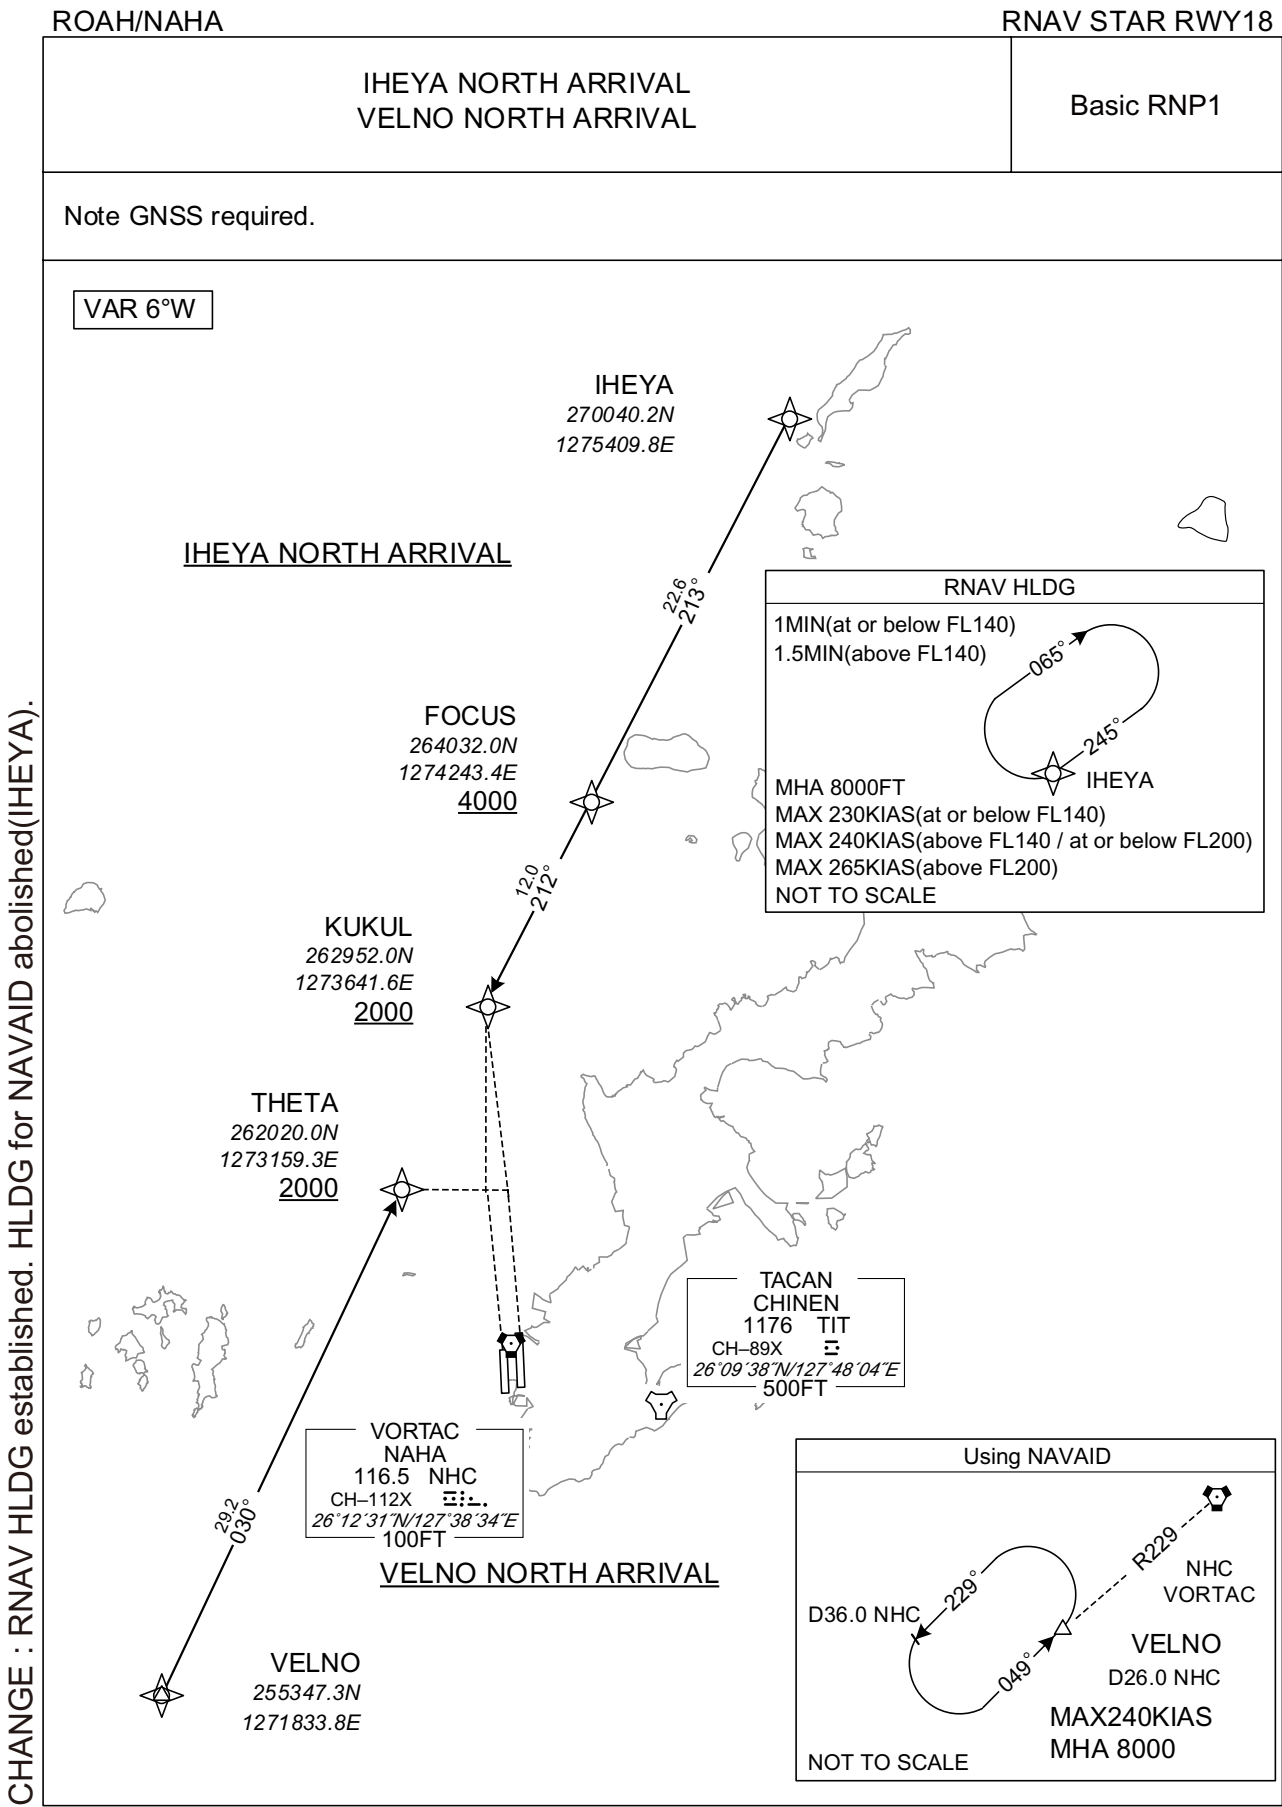 ROAH/NAHA
RNAV STAR RWY18
IHEYA NORTH ARRIVAL
VELNO NORTH ARRIVAL
Basic RNP1
Note GNSS required.
VAR 6°W
IHEYA
270040.2N
1275409.8E
IHEYA NORTH ARRIVAL
22.6
213°
RNAV HLDG
1MIN(at or below FL140)
1.5MIN(above FL140)
065°
245°
IHEYA
MHA 8000FT
MAX 230KIAS(at or below FL140)
MAX 240KIAS(above FL140 / at or below FL200)
MAX 265KIAS(above FL200)
NOT TO SCALE
FOCUS
264032.0N
1274243.4E
4000
12.0
212°
KUKUL
262952.0N
1273641.6E
2000
THETA
262020.0N
1273159.3E
2000
TACAN
CHINEN
1176 TIT
CH–89X
26°09´38˝N/127°48´04˝E
500FT
VORTAC
NAHA
116.5 NHC
CH–112X
26°12´31˝N/127°38´34˝E
100FT
29.2
030°
VELNO NORTH ARRIVAL
VELNO
255347.3N
1271833.8E
Using NAVAID
R229
NHC
VORTAC
229°
D36.0 NHC
049°
VELNO
D26.0 NHC
MAX240KIAS
MHA 8000
NOT TO SCALE
CHANGE : RNAV HLDG established. HLDG for NAVAID abolished(IHEYA).